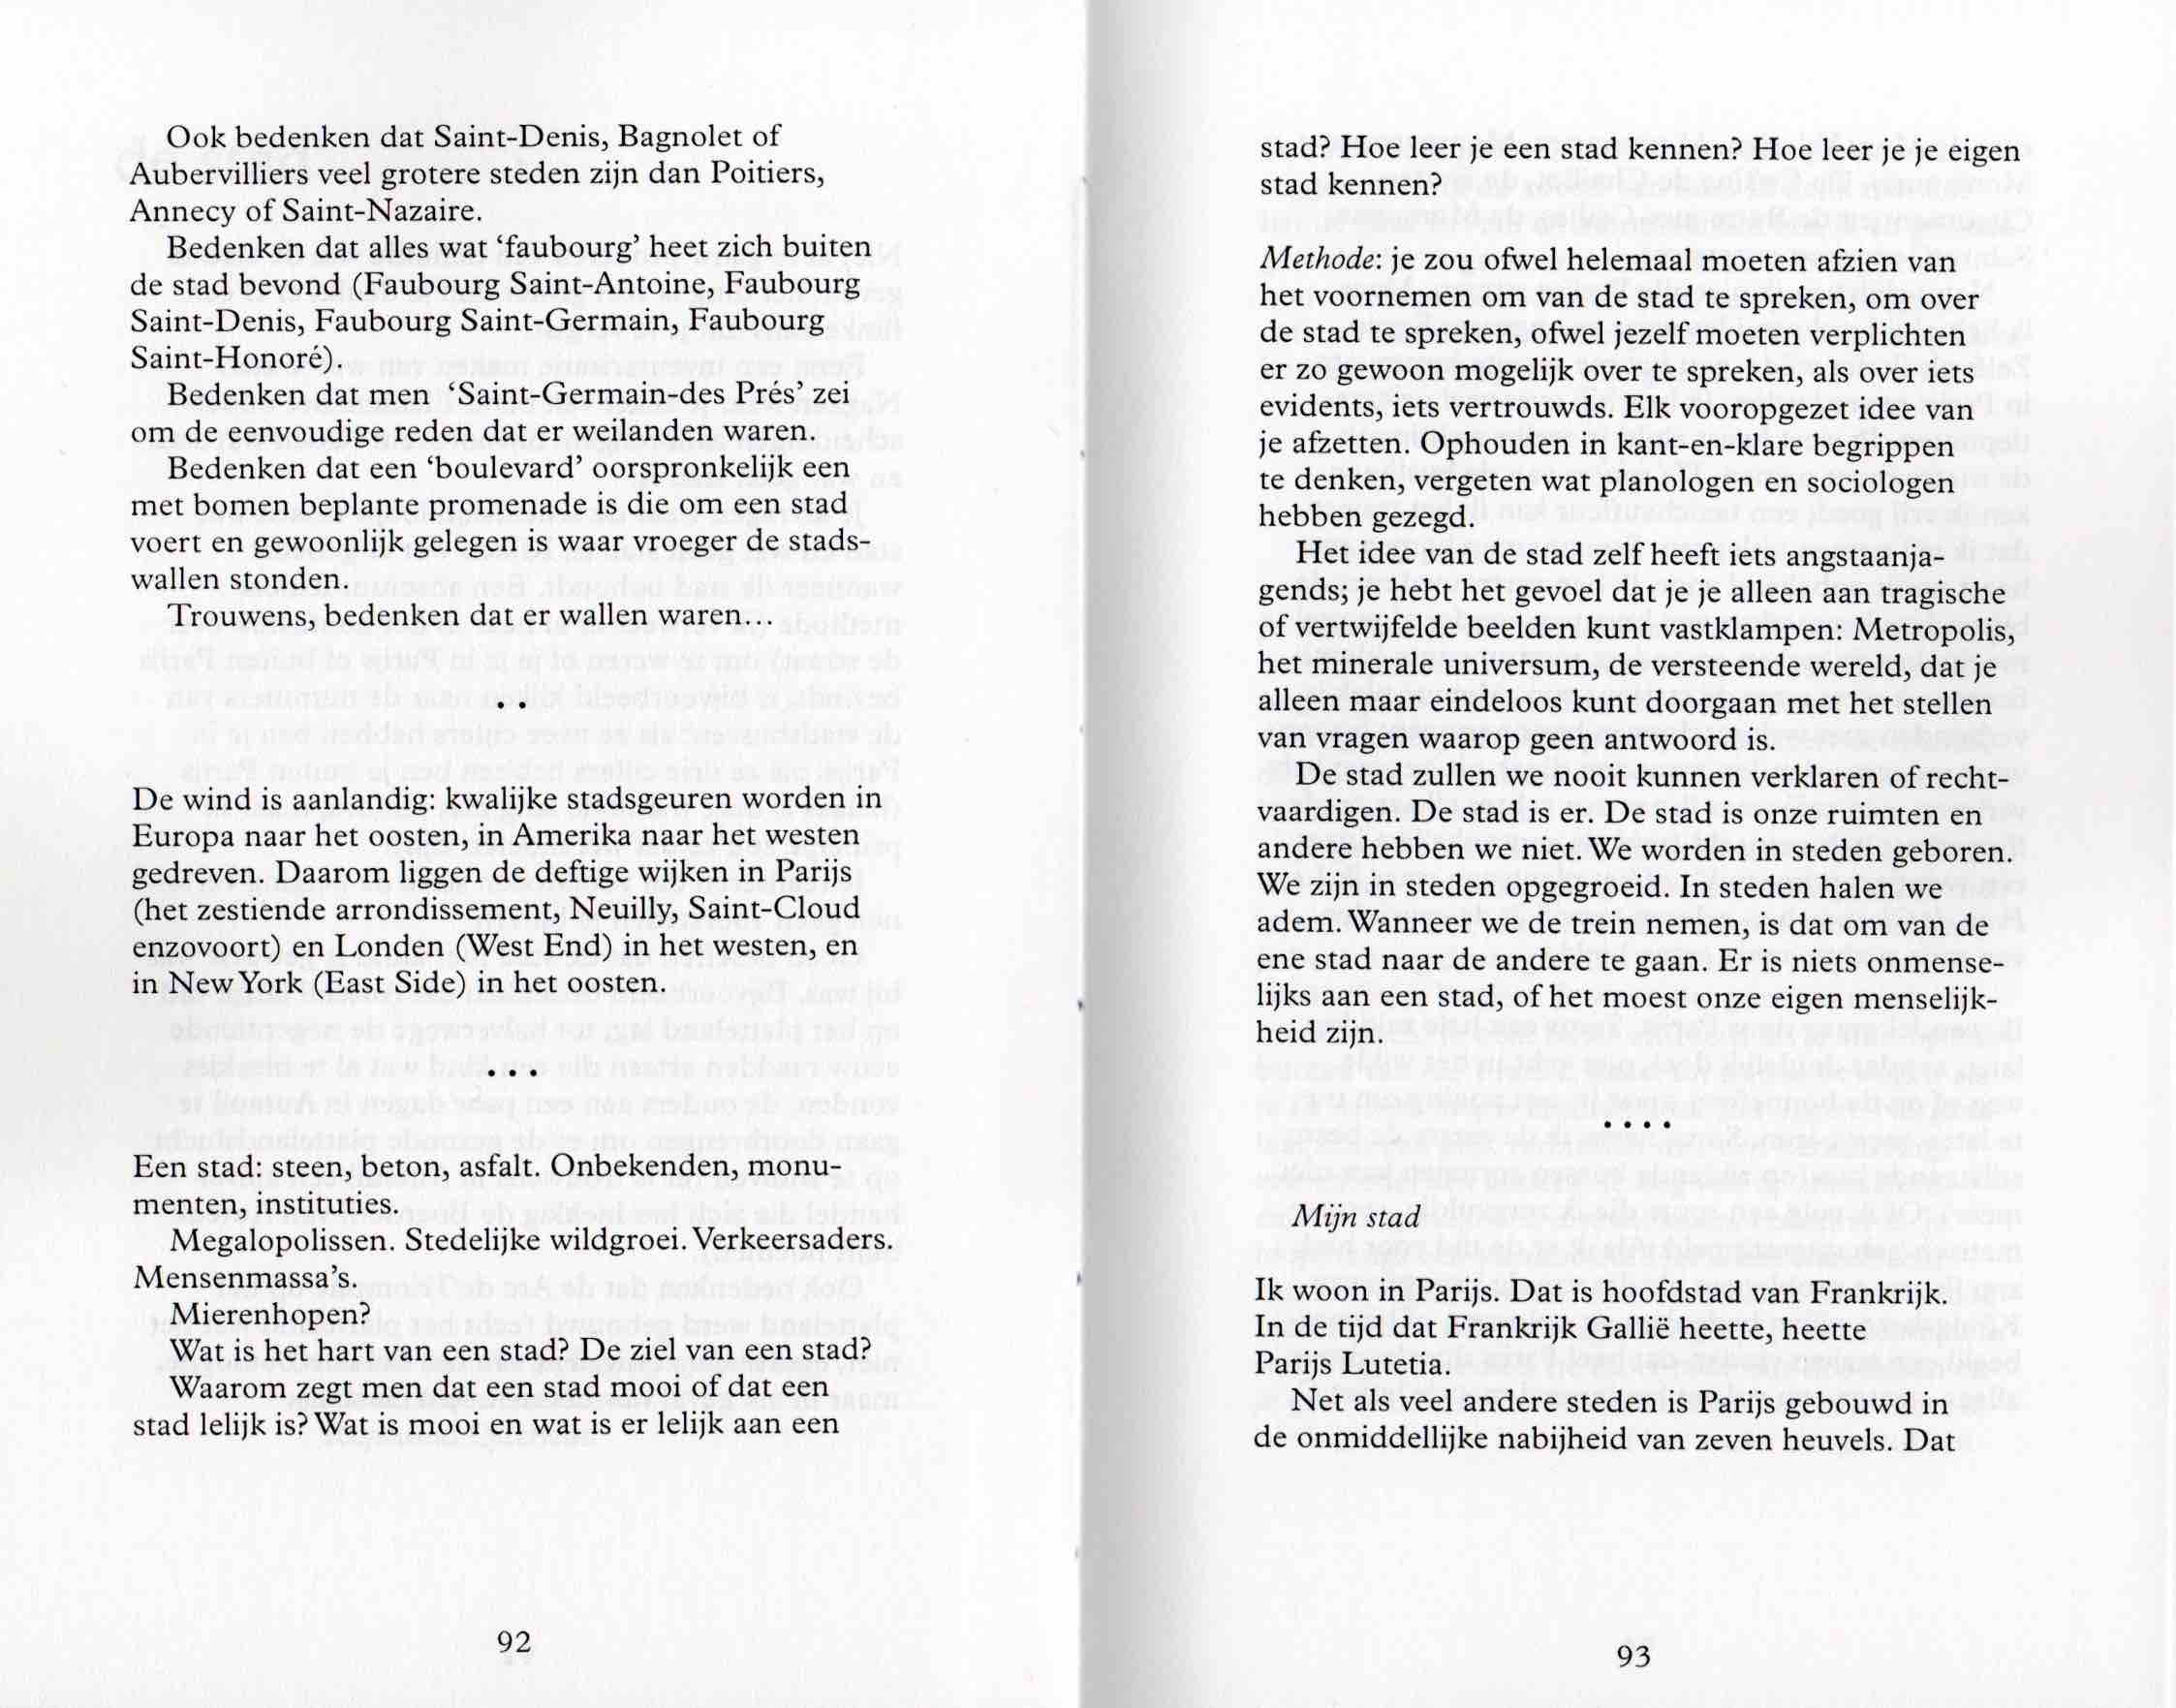 Ook bedenken dat Saint-Denis, Bagnolet of
Aubervilliers veel grotere steden zijn dan Poitiers,
Annecy of Saint-Nazaire.
Bedenken dat alles wat ‘faubourg’ heet zich buiten
de stad bevond (Faubourg Saint-Antoine, Faubourg
Saint-Denis, Faubourg Saint-Germain, Faubourg
Saint-Honoré).
Bedenken dat men ‘Saint-Germain-des Prés’ zei
om de eenvoudige reden dat er weilanden waren.
Bedenken dat een ‘boulevard’ oorspronkelijk een
met bomen beplante promenade is die om een stad
voert en gewoonlijk gelegen is waar vroeger de stads-
wallen stonden.
Trouwens, bedenken dat er wallen waren...
• •
De wind is aanlandig: kwalijke stadsgeuren worden in
Europa naar het oosten, in Amerika naar het westen
gedreven. Daarom liggen de deftige wijken in Parijs
(het zestiende arrondissement, Neuilly, Saint-Cloud
enzovoort) en Londen (West End) in het westen, en
in New York (East Side) in het oosten.
• • •
Een stad: steen, beton, asfalt. Onbekenden, monu-
menten, instituties.
Megalopolissen. Stedelijke wildgroei. Verkeersaders.
Mensenmassa’s.
Mierenhopen?
Wat is het hart van een stad? De ziel van een stad?
Waarom zegt men dat een stad mooi of dat een
stad lelijk is? Wat is mooi en wat is er lelijk aan een
92
stad? Hoe leer je een stad kennen? Hoe leer je je eigen
stad kennen?
Methode: je zou ofwel helemaal moeten afzien van
het voornemen om van de stad te spreken, om over
de stad te spreken, ofwel jezelf moeten verplichten
er zo gewoon mogelijk over te spreken, als over iets
evidents, iets vertrouwds. Elk vooropgezet idee van
je afzetten. Ophouden in kant-en-klare begrippen
te denken, vergeten wat planologen en sociologen
hebben gezegd.
Het idee van de stad zelf heeft iets angstaanja-
gends; je hebt het gevoel dat je je alleen aan tragische
of vertwijfelde beelden kunt vastklampen: Metropolis,
het minerale universum, de versteende wereld, dat je
alleen maar eindeloos kunt doorgaan met het stellen
van vragen waarop geen antwoord is.
De stad zullen we nooit kunnen verklaren of recht-
vaardigen. De stad is er. De stad is onze ruimten en
andere hebben we niet. We worden in steden geboren.
We zijn in steden opgegroeid. In steden halen we
adem. Wanneer we de trein nemen, is dat om van de
ene stad naar de andere te gaan. Er is niets onmense-
lijks aan een stad, of het moest onze eigen menselijk-
heid zijn.
• • • •
Mijn stad
Ik woon in Parijs. Dat is hoofdstad van Frankrijk.
In de tijd dat Frankrijk Gallië heette, heette
Parijs Lutetia.
Net als veel andere steden is Parijs gebouwd in
de onmiddellijke nabijheid van zeven heuvels. Dat
93